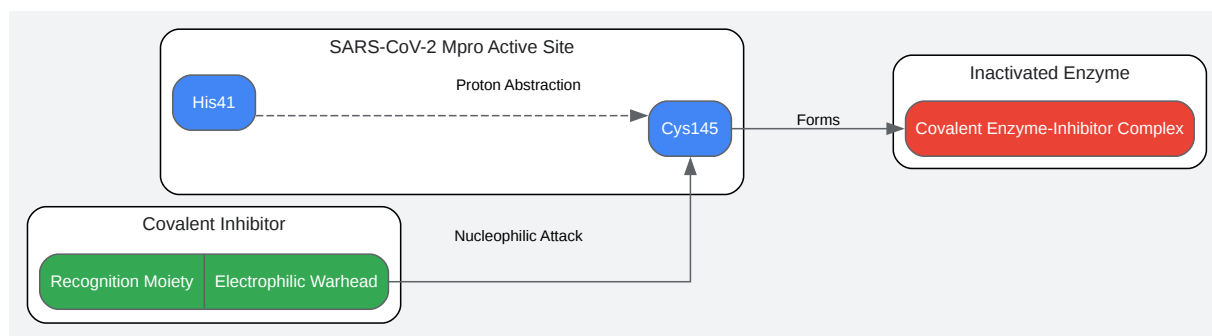 SARS-CoV-2 Mpro Active Site
His41
Proton Abstraction
Cys145
Forms
Inactivated Enzyme
Covalent Enzyme-Inhibitor Complex
Covalent Inhibitor
Recognition Moiety
Electrophilic Warhead
Nucleophilic Attack